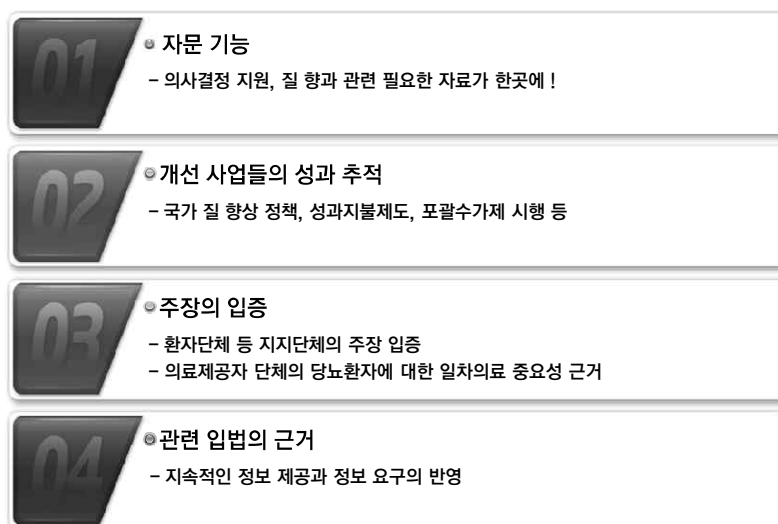 01
자문 기능
– 의사결정 지원, 질 향과 관련 필요한 자료가 한곳에 !
02
개선 사업들의 성과 추적
– 국가 질 향상 정책, 성과지불제도, 포괄수가제 시행 등
03
주장의 입증
– 환자단체 등 지지단체의 주장 입증
– 의료제공자 단체의 당뇨환자에 대한 일차의료 중요성 근거
04
관련 입법의 근거
– 지속적인 정보 제공과 정보 요구의 반영